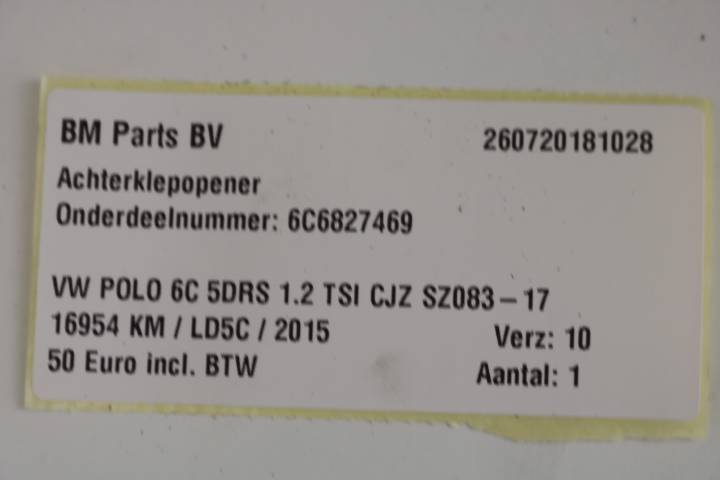 BM Parts BV 260720181028
Achterklepopener
Onderdeelnummer: 6C6827469
VW POLO 6C 5DRS 1.2 TSI CJZ SZ083-17
16954 KM / LD5C / 2015 Verz: 10
50 Euro incl. BTW Aantal: 1